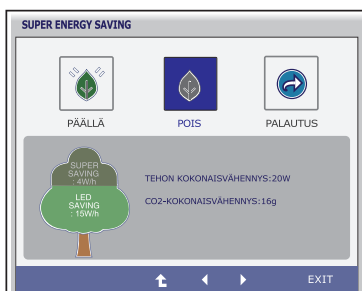 SUPER ENERGY SAVING
PÄÄLLÄ POIS PALAUTUS
SUPER
SAVING
: 4W/h
LED
SAVING
: 15W/h
TEHON KOKONAISVÄHENNYS:20W
CO2-KOKONAISVÄHENNYS:16g
EXIT